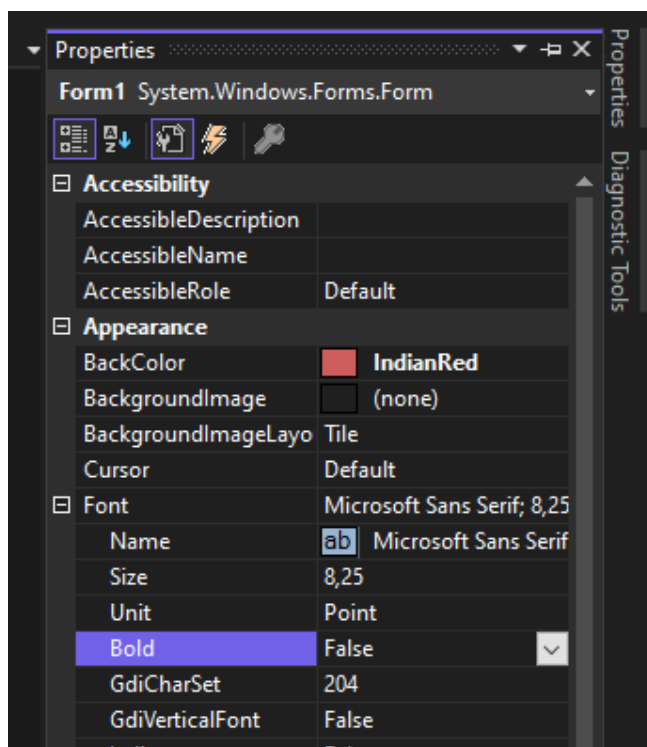 Properties
Form1 System.Windows.Forms.Form
Accessibility
AccessibleDescription
AccessibleName
AccessibleRole Default
Appearance
BackColor IndianRed
BackgroundImage (none)
BackgroundImageLayo Tile
Cursor Default
Font Microsoft Sans Serif; 8,25
Name ab Microsoft Sans Serif
Size 8,25
Unit Point
Bold False
GdiCharSet 204
GdiVerticalFont False
Properties
Diagnostic Tools